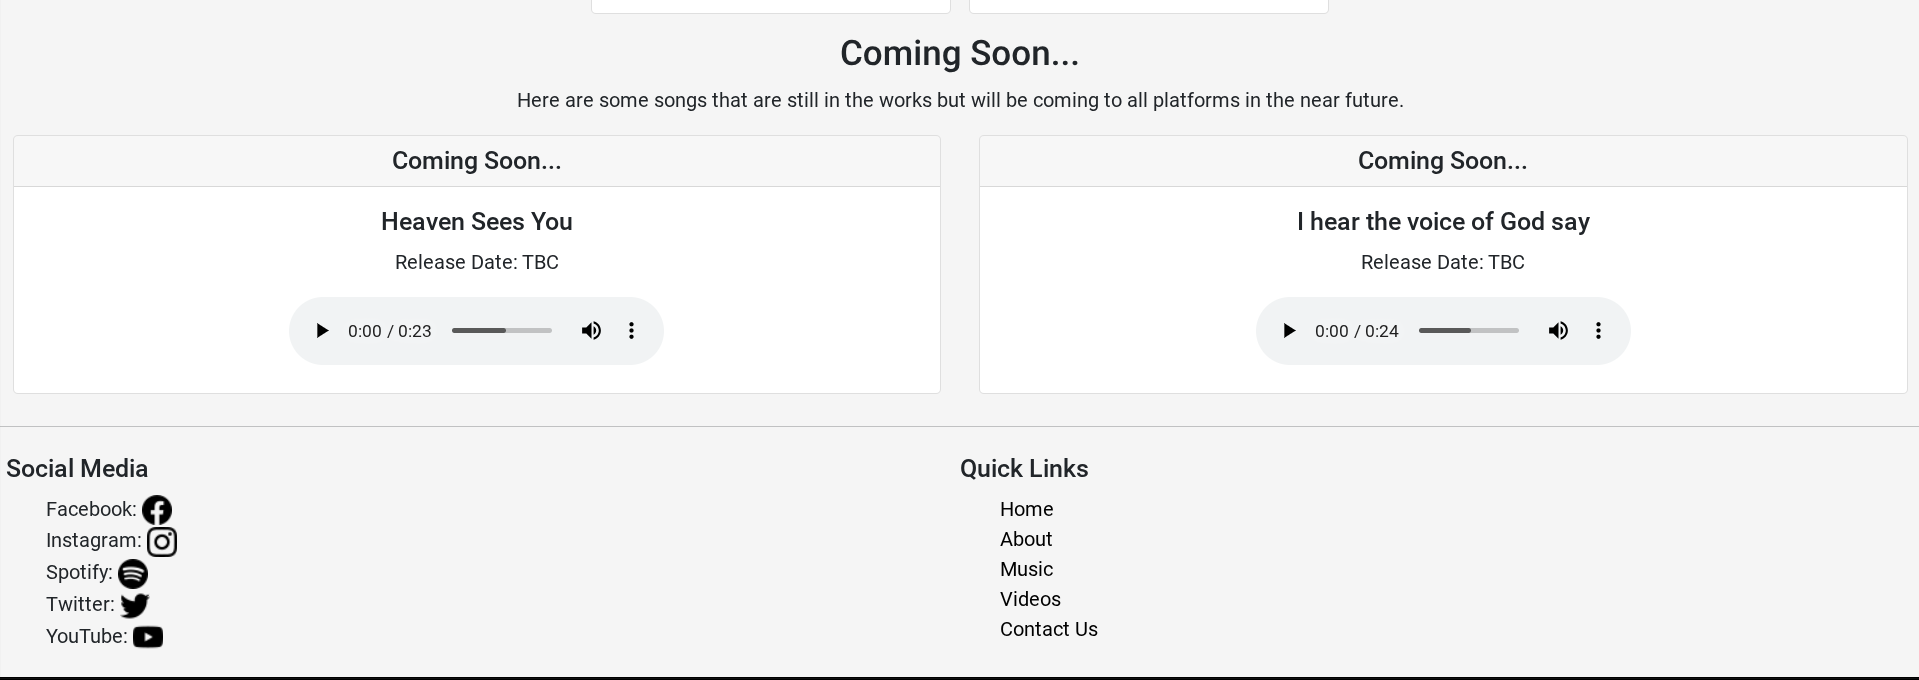 Coming Soon...
Here are some songs that are still in the works but will be coming to all platforms in the near future.
Coming Soon...
Heaven Sees You
Release Date: TBC
0:00 / 0:23
Coming Soon...
I hear the voice of God say
Release Date: TBC
0:00 / 0:24
Social Media
Facebook:
Instagram:
Spotify:
Twitter:
YouTube:
Quick Links
Home
About
Music
Videos
Contact Us